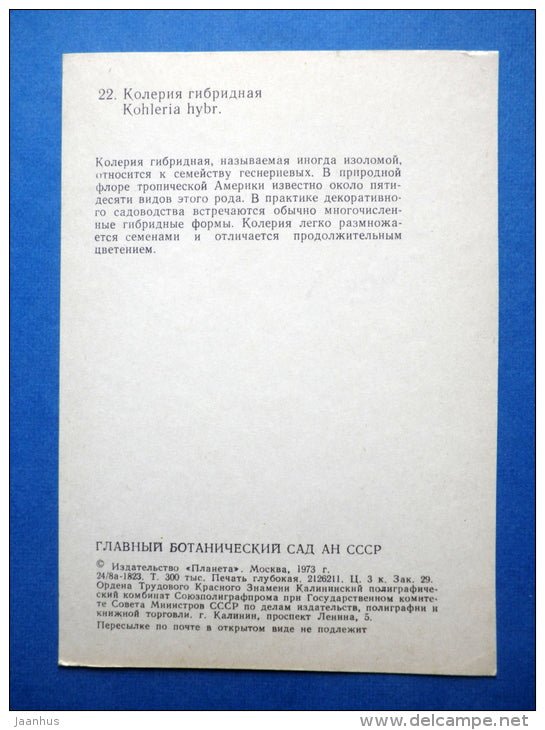 22. Колерия гибридная
Kohleria hybr.
Колерия гибридная, называемая иногда изоломой,
относится к семейству геснериевых. В природной
флоре тропической Америки известно около пяти-
десяти видов этого рода. В практике декоративно-
го садоводства встречаются обычно многочислен-
ные гибридные формы. Колерия легко размножа-
ется семенами и отличается продолжительным
цветением.
ГЛАВНЫЙ БОТАНИЧЕСКИЙ САД АН СССР
© Издательство «Планета». Москва, 1973 г.
24/8а-1823. Т. 300 тыс. Печать глубокая. 2126211. Ц. 3 к. Зак. 29.
Ордена Трудового Красного Знамени Калининский полиграфиче-
ский комбинат Союзполиграфпрома при Государственном комите-
те Совета Министров СССР по делам издательств, полиграфии и
книжной торговли. г. Калинин, проспект Ленина, 5.
Пересылке по почте в открытом виде не подлежит
jaanhus
© delcampe.net